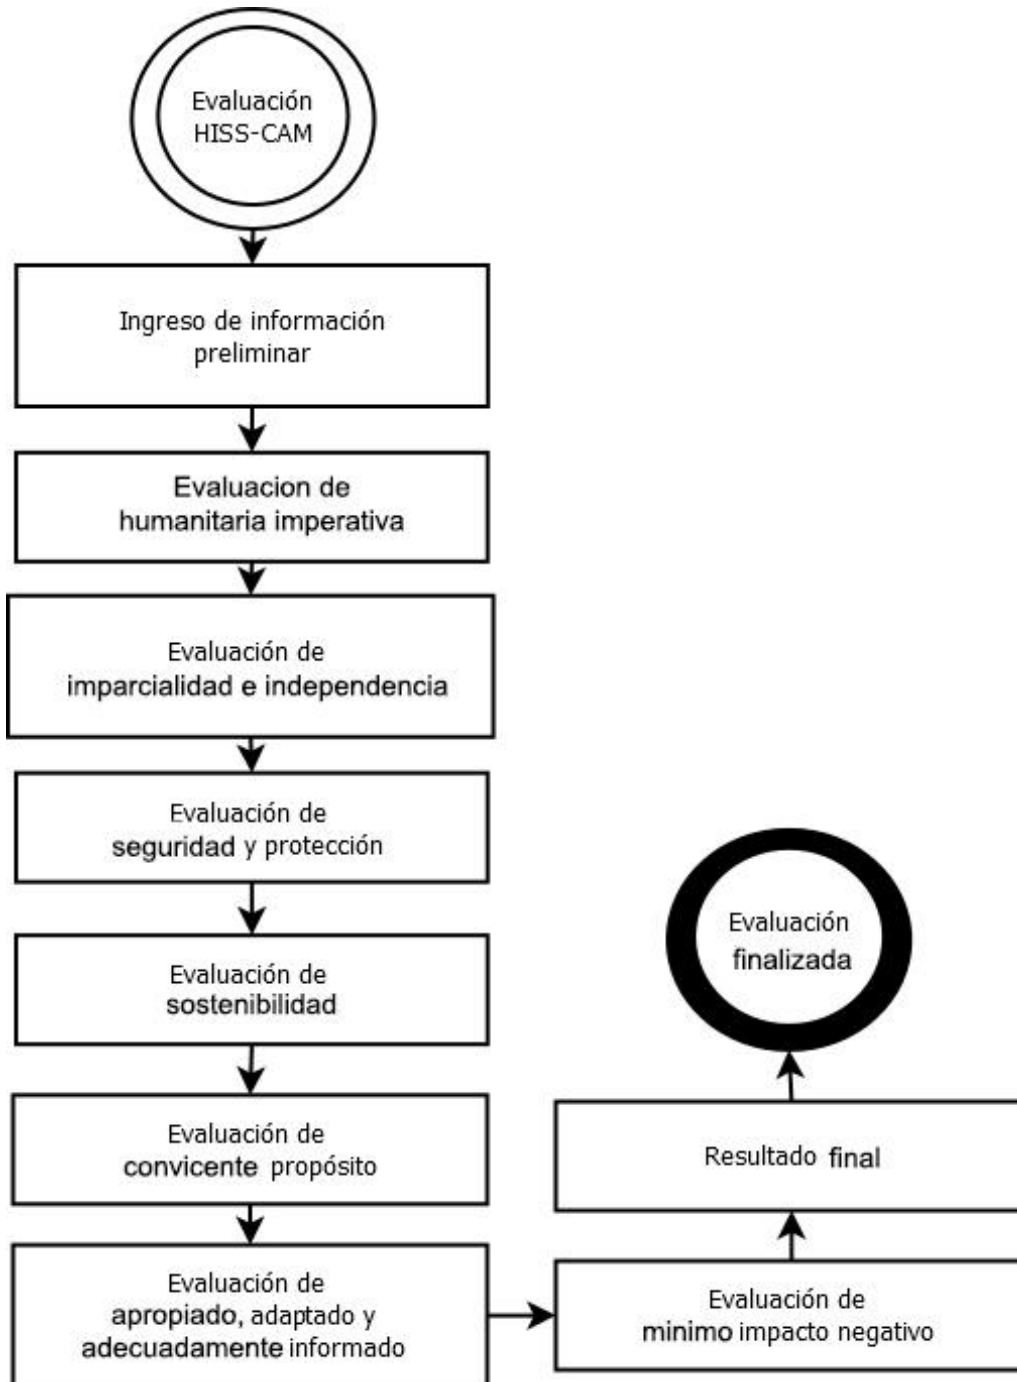 Evaluación
HISS-CAM
Ingreso de información
preliminar
Evaluacion de
humanitaria imperativa
Evaluación de
imparcialidad e independencia
Evaluación de
seguridad y protección
Evaluación de
sostenibilidad
Evaluación de
convicente propósito
Evaluación de
apropiado, adaptado y
adecuadamente informado
Evaluación de
minimo impacto negativo
Resultado final
Evaluación
finalizada